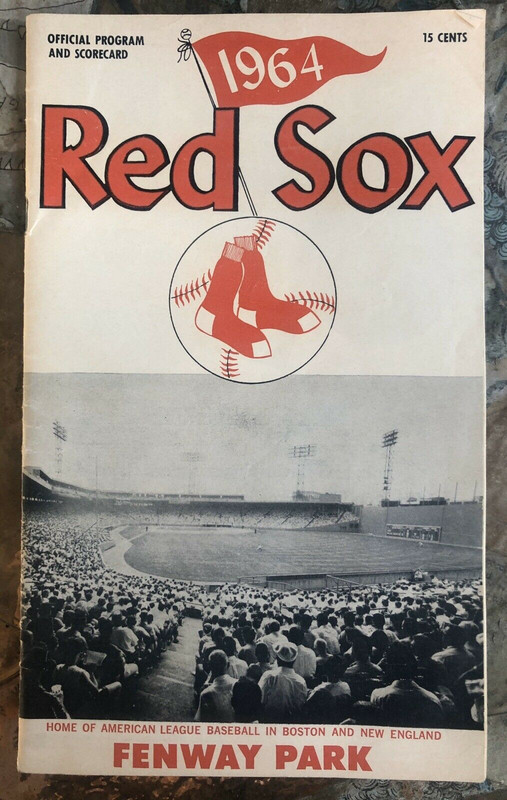 OFFICIAL PROGRAM
AND SCORECARD
1964
15 CENTS
Red Sox
HOME OF AMERICAN LEAGUE BASEBALL IN BOSTON AND NEW ENGLAND
FENWAY PARK